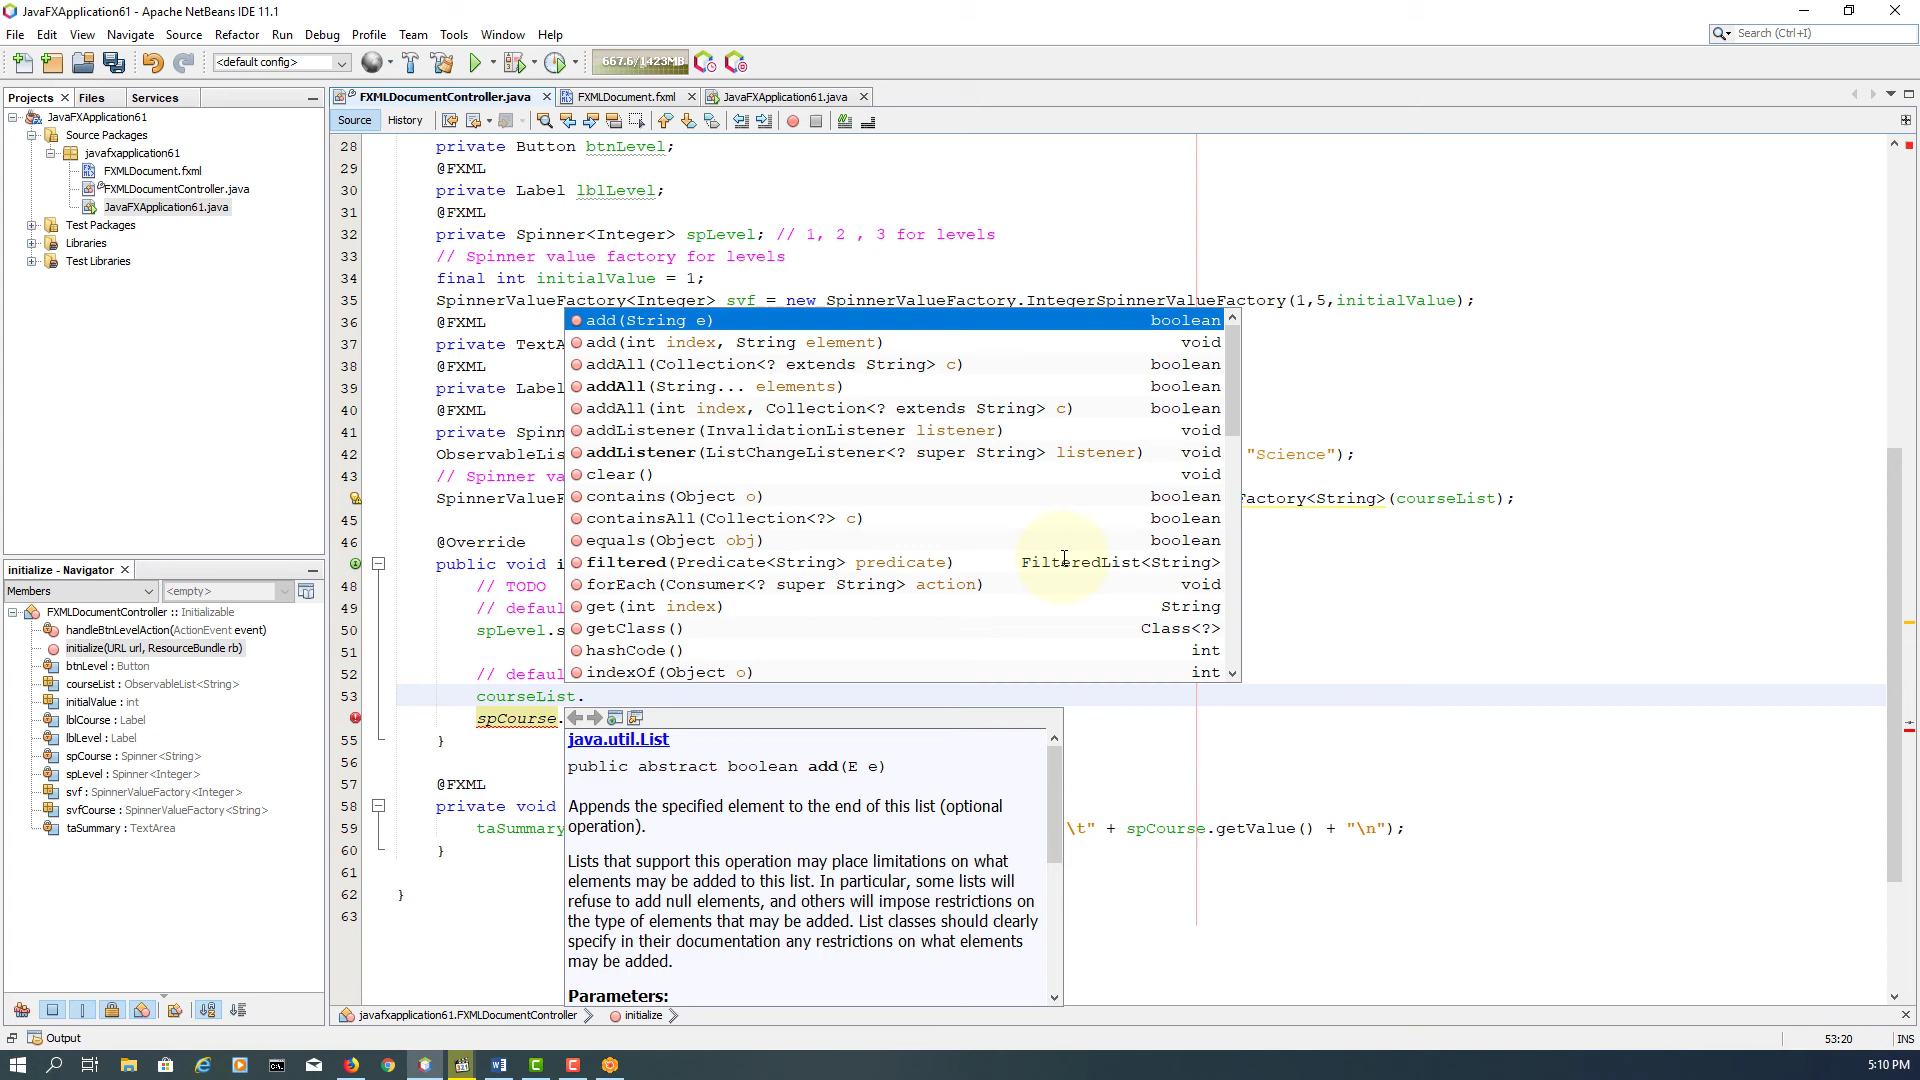 JavaFXApplication61 - Apache NetBeans IDE 11.1
File Edit View Navigate Source Refactor Run Debug Profile Team Tools Window Help
Search (Ctrl+I)
<default config>
667.6/1423MB
Projects Files Services
FXMLDocumentController.java FXMLDocument.fxml JavaFXApplication61.java
Source History
JavaFXApplication61
Source Packages
javafxapplication61
FXMLDocument.fxml
FXMLDocumentController.java
JavaFXApplication61.java
Test Packages
Libraries
Test Libraries
28 private Button btnLevel;
29 @FXML
30 private Label lblLevel;
31 @FXML
32 private Spinner<Integer> spLevel; // 1, 2 , 3 for levels
33 // Spinner value factory for levels
34 final int initialValue = 1;
35 SpinnerValueFactory<Integer> svf = new SpinnerValueFactory.IntegerSpinnerValueFactory(1,5,initialValue);
36 @FXML
37 private TextA
38 @FXML
39 private Label
40 @FXML
41 private Spinn
42 ObservableLis "Science");
43 // Spinner va
SpinnerValueF Factory<String>(courseList);
45
46 @Override
public void i
48 // TODO
49 // defaul
50 spLevel.s
51
52 // defaul
53 courseList.
spCourse.
55 }
56
57 @FXML
58 private void
59 taSummary \t" + spCourse.getValue() + "\n");
60 }
61
62 }
63
add(String e) boolean
add(int index, String element) void
addAll(Collection<? extends String> c) boolean
addAll(String... elements) boolean
addAll(int index, Collection<? extends String> c) boolean
addListener(InvalidationListener listener) void
addListener(ListChangeListener<? super String> listener) void
clear() void
contains(Object o) boolean
containsAll(Collection<?> c) boolean
equals(Object obj) boolean
filtered(Predicate<String> predicate) FilteredList<String>
forEach(Consumer<? super String> action) void
get(int index) String
getClass() Class<?>
hashCode() int
indexOf(Object o) int
java.util.List
public abstract boolean add(E e)
Appends the specified element to the end of this list (optional
operation).
Lists that support this operation may place limitations on what
elements may be added to this list. In particular, some lists will
refuse to add null elements, and others will impose restrictions on
the type of elements that may be added. List classes should clearly
specify in their documentation any restrictions on what elements
may be added.
Parameters:
initialize - Navigator
Members <empty>
FXMLDocumentController :: Initializable
handleBtnLevelAction(ActionEvent event)
initialize(URL url, ResourceBundle rb)
btnLevel : Button
courseList : ObservableList<String>
initialValue : int
lblCourse : Label
lblLevel : Label
spCourse : Spinner<String>
spLevel : Spinner<Integer>
svf : SpinnerValueFactory<Integer>
svfCourse : SpinnerValueFactory<String>
taSummary : TextArea
javafxapplication61.FXMLDocumentController initialize
Output
53:20 INS
5:10 PM